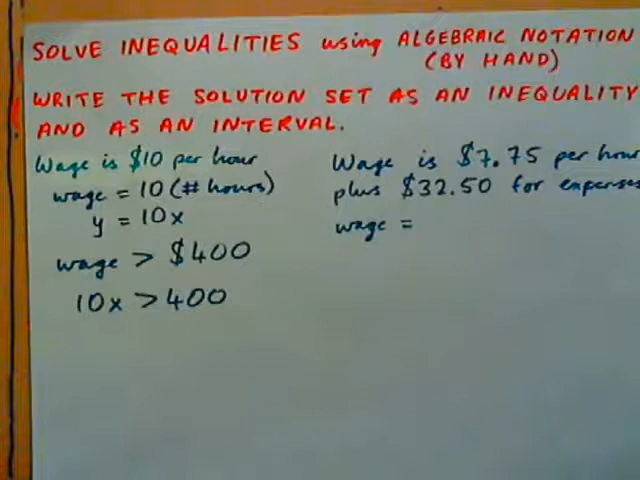 SOLVE INEQUALITIES using ALGEBRAIC NOTATION
(BY HAND)
WRITE THE SOLUTION SET AS AN INEQUALITY
AND AS AN INTERVAL.
Wage is $10 per hour
wage = 10 (# hours)
y = 10x
wage > $400
10x > 400
Wage is $7.75 per hour
plus $32.50 for expenses
wage =